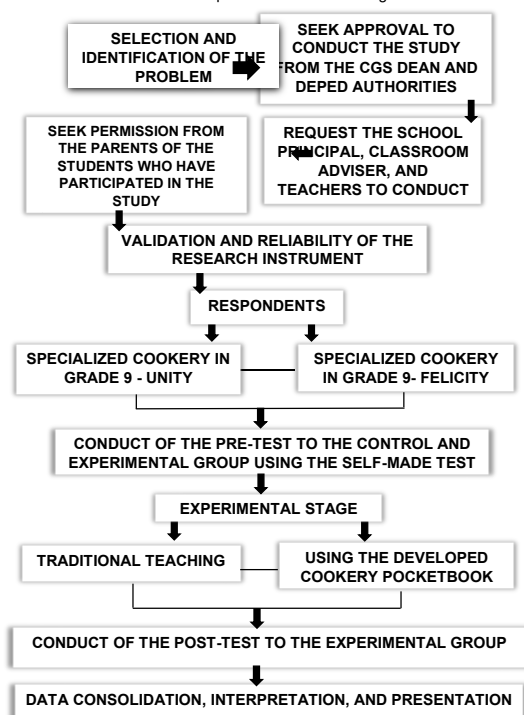 SELECTION AND
IDENTIFICATION OF THE
PROBLEM
SEEK APPROVAL TO
CONDUCT THE STUDY
FROM THE CGS DEAN AND
DEPED AUTHORITIES
SEEK PERMISSION FROM
THE PARENTS OF THE
STUDENTS WHO HAVE
PARTICIPATED IN THE
STUDY
REQUEST THE SCHOOL
PRINCIPAL, CLASSROOM
ADVISER, AND
TEACHERS TO CONDUCT
VALIDATION AND RELIABILITY OF THE
RESEARCH INSTRUMENT
RESPONDENTS
SPECIALIZED COOKERY IN
GRADE 9 - UNITY
SPECIALIZED COOKERY
IN GRADE 9- FELICITY
CONDUCT OF THE PRE-TEST TO THE CONTROL AND
EXPERIMENTAL GROUP USING THE SELF-MADE TEST
EXPERIMENTAL STAGE
TRADITIONAL TEACHING
USING THE DEVELOPED
COOKERY POCKETBOOK
CONDUCT OF THE POST-TEST TO THE EXPERIMENTAL GROUP
DATA CONSOLIDATION, INTERPRETATION, AND PRESENTATION